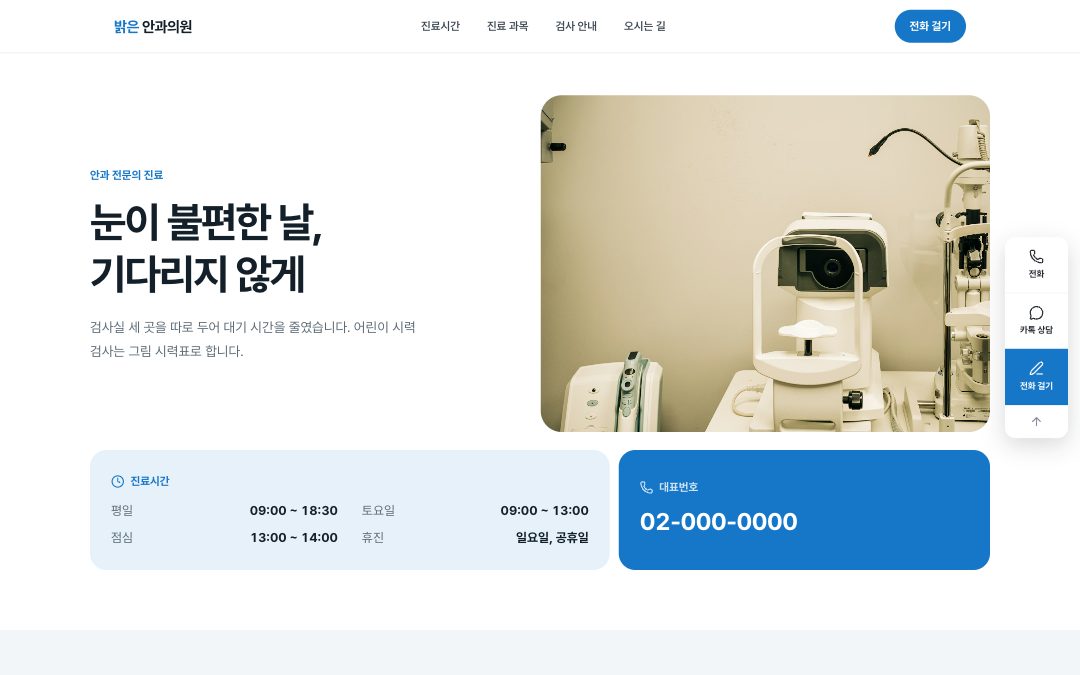 밝은 안과의원
진료시간
진료 과목
검사 안내
오시는 길
전화 걸기
안과 전문의 진료
눈이 불편한 날,
기다리지 않게
검사실 세 곳을 따로 두어 대기 시간을 줄였습니다. 어린이 시력
검사는 그림 시력표로 합니다.
전화
카톡 상담
전화 걸기
진료시간
평일 09:00 ~ 18:30 토요일 09:00 ~ 13:00
점심 13:00 ~ 14:00 휴진 일요일, 공휴일
대표번호
02-000-0000